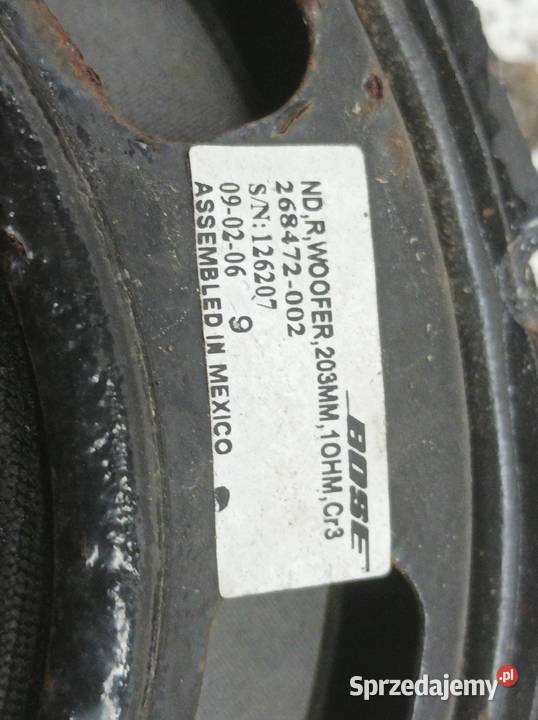 BOSE
ND,R,WOOFER,203MM,1OHM,Cr3
268472-002
S/N:126207
09-02-06 9
ASSEMBLED IN MEXICO
Sprzedajemy.pl